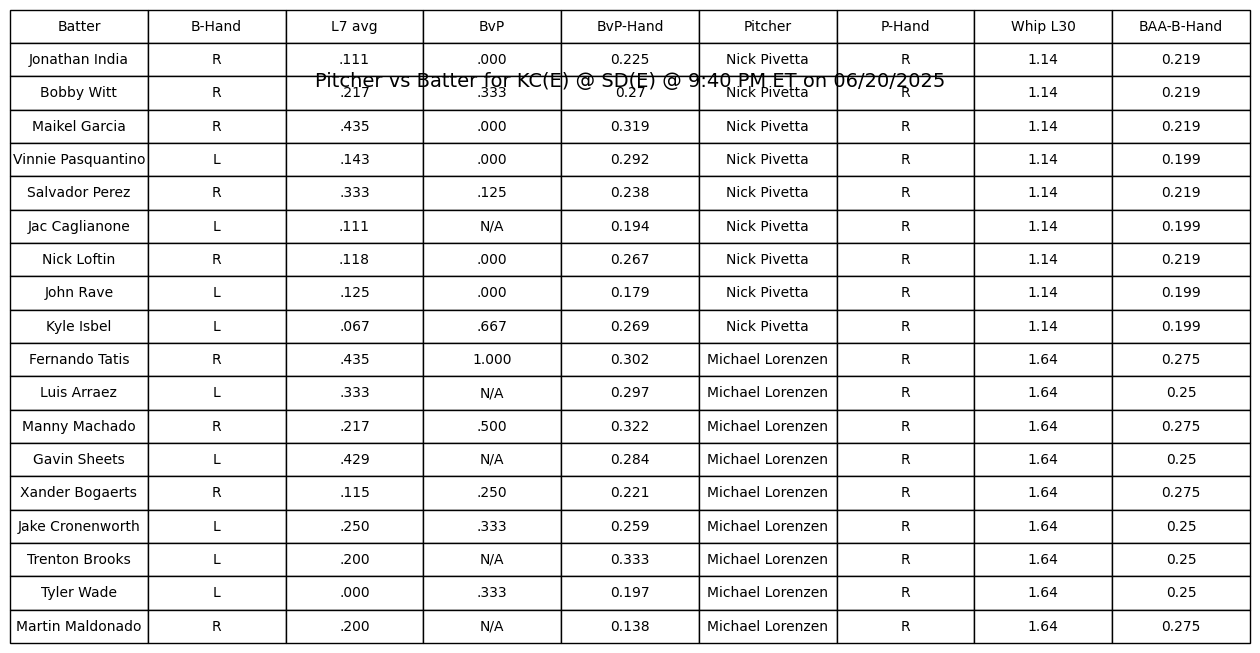 Batter B-Hand L7 avg BvP BvP-Hand Pitcher P-Hand Whip L30 BAA-B-Hand
Jonathan India R .111 .000 0.225 Nick Pivetta R 1.14 0.219
Pitcher vs Batter for KC(E) @ SD(E) @ 9:40 PM ET on 06/20/2025
Bobby Witt R .217 .333 0.27 Nick Pivetta R 1.14 0.219
Maikel Garcia R .435 .000 0.319 Nick Pivetta R 1.14 0.219
Vinnie Pasquantino L .143 .000 0.292 Nick Pivetta R 1.14 0.199
Salvador Perez R .333 .125 0.238 Nick Pivetta R 1.14 0.219
Jac Caglianone L .111 N/A 0.194 Nick Pivetta R 1.14 0.199
Nick Loftin R .118 .000 0.267 Nick Pivetta R 1.14 0.219
John Rave L .125 .000 0.179 Nick Pivetta R 1.14 0.199
Kyle Isbel L .067 .667 0.269 Nick Pivetta R 1.14 0.199
Fernando Tatis R .435 1.000 0.302 Michael Lorenzen R 1.64 0.275
Luis Arraez L .333 N/A 0.297 Michael Lorenzen R 1.64 0.25
Manny Machado R .217 .500 0.322 Michael Lorenzen R 1.64 0.275
Gavin Sheets L .429 N/A 0.284 Michael Lorenzen R 1.64 0.25
Xander Bogaerts R .115 .250 0.221 Michael Lorenzen R 1.64 0.275
Jake Cronenworth L .250 .333 0.259 Michael Lorenzen R 1.64 0.25
Trenton Brooks L .200 N/A 0.333 Michael Lorenzen R 1.64 0.25
Tyler Wade L .000 .333 0.197 Michael Lorenzen R 1.64 0.25
Martin Maldonado R .200 N/A 0.138 Michael Lorenzen R 1.64 0.275